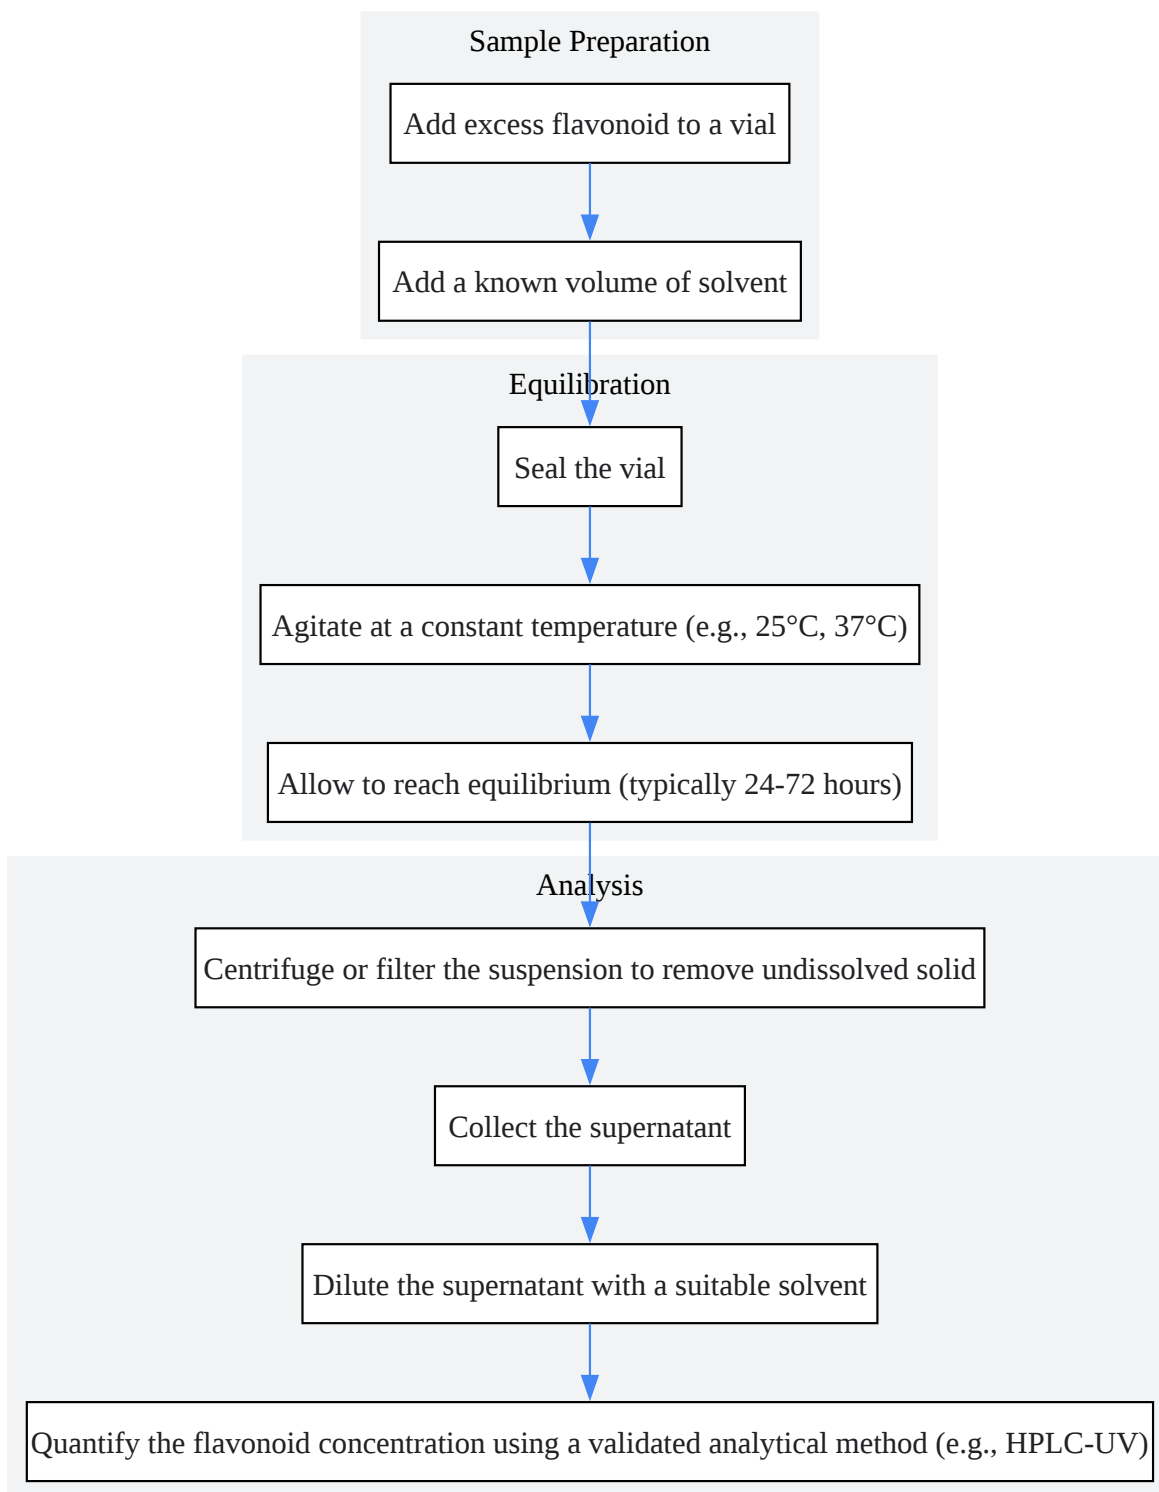 Sample Preparation
Add excess flavonoid to a vial
Add a known volume of solvent
Equilibration
Seal the vial
Agitate at a constant temperature (e.g., 25°C, 37°C)
Allow to reach equilibrium (typically 24-72 hours)
Analysis
Centrifuge or filter the suspension to remove undissolved solid
Collect the supernatant
Dilute the supernatant with a suitable solvent
Quantify the flavonoid concentration using a validated analytical method (e.g., HPLC-UV)